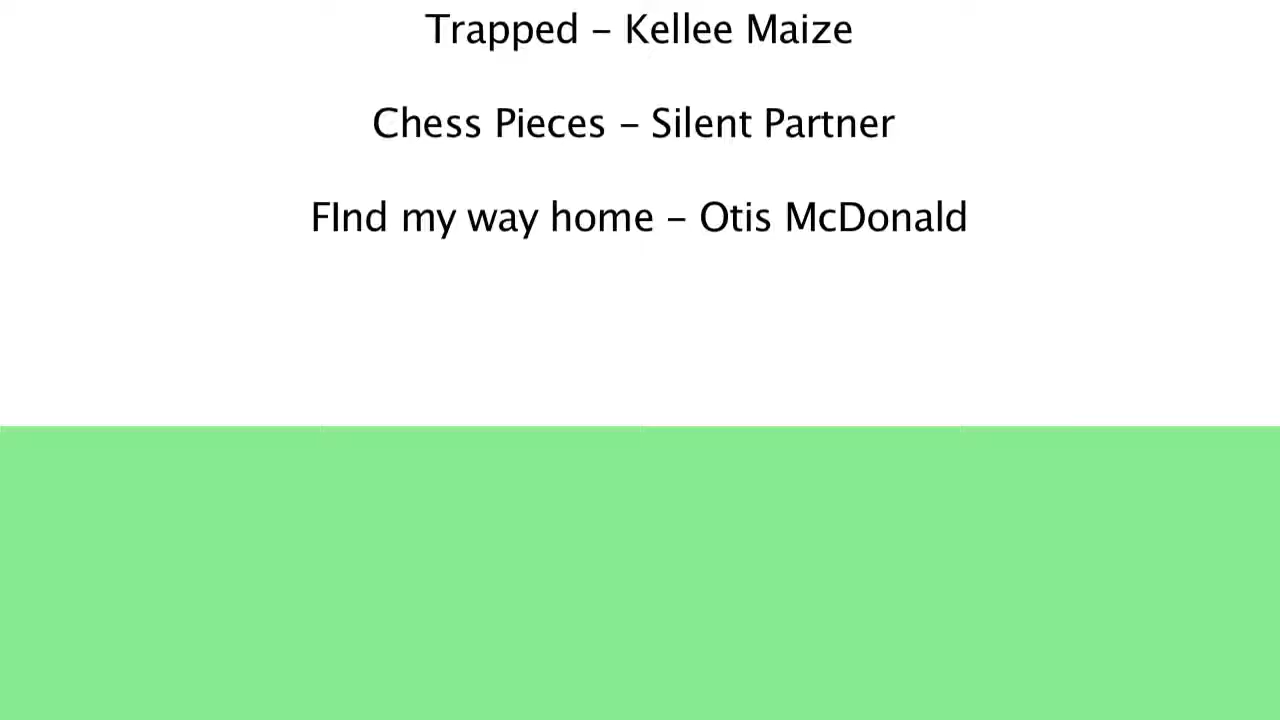 Trapped – Kellee Maize
Chess Pieces – Silent Partner
FInd my way home – Otis McDonald